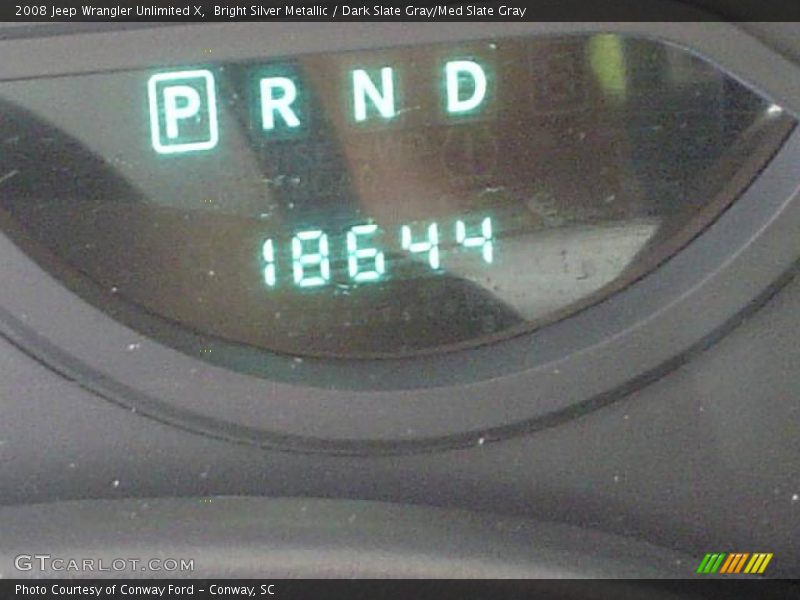 2008 Jeep Wrangler Unlimited X,  Bright Silver Metallic / Dark Slate Gray/Med Slate Gray
P R N D
18644
GTCARLOT.COM
Photo Courtesy of Conway Ford - Conway, SC